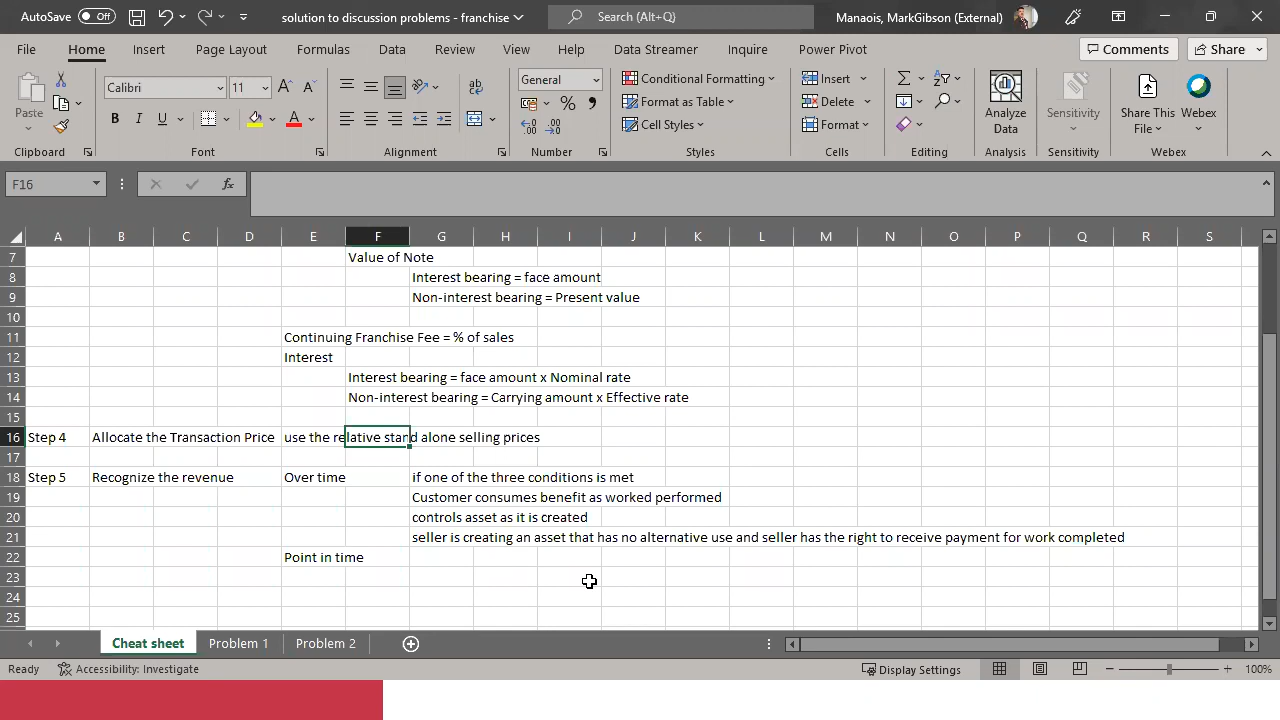 AutoSave Off solution to discussion problems - franchise Search (Alt+Q) Manaois, MarkGibson (External)
File Home Insert Page Layout Formulas Data Review View Help Data Streamer Inquire Power Pivot Comments Share
Calibri 11 General Conditional Formatting Insert
Format as Table Delete
Paste Cell Styles Format Analyze Data Sensitivity Share This File Webex
Clipboard Font Alignment Number Styles Cells Editing Analysis Sensitivity Webex
F16 fx
A B C D E F G H I J K L M N O P Q R S
7 Value of Note
8 Interest bearing = face amount
9 Non-interest bearing = Present value
10
11 Continuing Franchise Fee = % of sales
12 Interest
13 Interest bearing = face amount x Nominal rate
14 Non-interest bearing = Carrying amount x Effective rate
15
16 Step 4 Allocate the Transaction Price use the relative stand alone selling prices
17
18 Step 5 Recognize the revenue Over time if one of the three conditions is met
19 Customer consumes benefit as worked performed
20 controls asset as it is created
21 seller is creating an asset that has no alternative use and seller has the right to receive payment for work completed
22 Point in time
23
24
25
Cheat sheet Problem 1 Problem 2
Ready Accessibility: Investigate Display Settings 100%